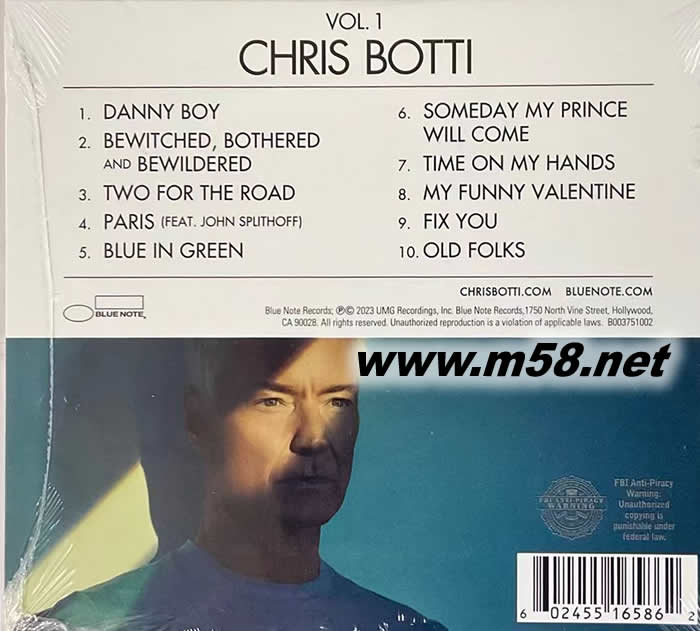 VOL. 1
CHRIS BOTTI
1. DANNY BOY
2. BEWITCHED, BOTHERED
AND BEWILDERED
3. TWO FOR THE ROAD
4. PARIS (FEAT. JOHN SPLITHOFF)
5. BLUE IN GREEN
6. SOMEDAY MY PRINCE
WILL COME
7. TIME ON MY HANDS
8. MY FUNNY VALENTINE
9. FIX YOU
10. OLD FOLKS
CHRISBOTTI.COM BLUENOTE.COM
BLUE NOTE
Blue Note Records; ℗© 2023 UMG Recordings, Inc. Blue Note Records,1750 North Vine Street, Hollywood,
CA 90028. All rights reserved. Unauthorized reproduction is a violation of applicable laws. B003751002
www.m58.net
FBI ANTI-PIRACY
WARNING
FBI Anti-Piracy
Warning:
Unauthorized
copying is
punishable under
federal law.
6 02455 16586 2